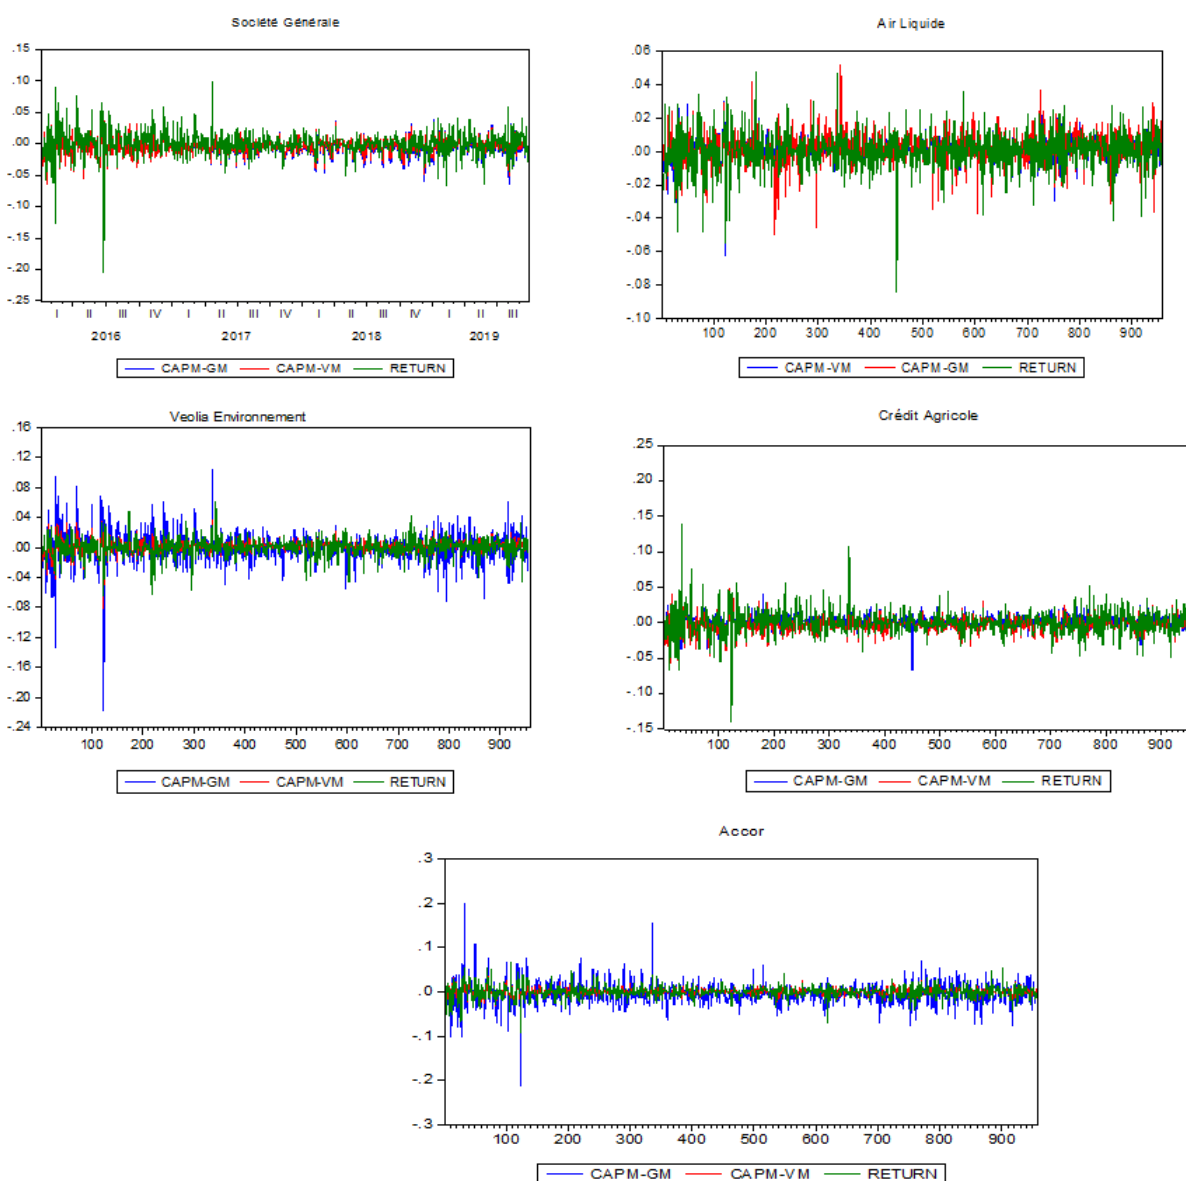 Société Générale
.15
.10
.05
.00
-.05
-.10
-.15
-.20
-.25
I II III IV I II III IV I II III IV I II III
2016 2017 2018 2019
CAPM-GM CAPM-VM RETURN
Air Liquide
.06
.04
.02
.00
-.02
-.04
-.06
-.08
-.10
100 200 300 400 500 600 700 800 900
CAPM-VM CAPM-GM RETURN
Veolia Environnement
.16
.12
.08
.04
.00
-.04
-.08
-.12
-.16
-.20
-.24
100 200 300 400 500 600 700 800 900
CAPM-GM CAPM-VM RETURN
Crédit Agricole
.25
.20
.15
.10
.05
.00
-.05
-.10
-.15
100 200 300 400 500 600 700 800 900
CAPM-GM CAPM-VM RETURN
Accor
.3
.2
.1
.0
-.1
-.2
-.3
100 200 300 400 500 600 700 800 900
CAPM-GM CAPM-VM RETURN